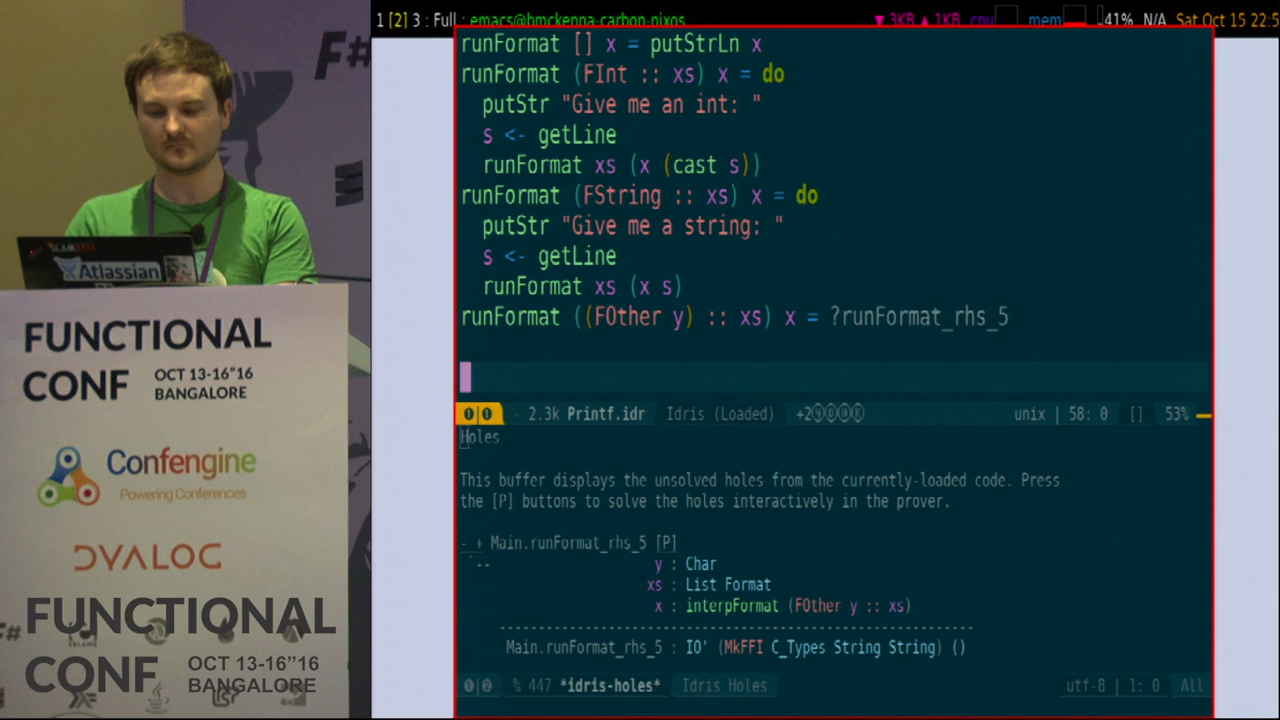 1 [2] 3 : Full : emacs@bmckenna-carbon-nixos
▼ 3KB ▲ 1KB cpu mem 41% N/A Sat Oct 15 22:5
runFormat [] x = putStrLn x
runFormat (FInt :: xs) x = do
  putStr "Give me an int: "
  s <- getLine
  runFormat xs (x (cast s))
runFormat (FString :: xs) x = do
  putStr "Give me a string: "
  s <- getLine
  runFormat xs (x s)
runFormat ((FOther y) :: xs) x = ?runFormat_rhs_5
- 2.3k Printf.idr Idris (Loaded) unix | 58: 0 [] 53%
Holes
This buffer displays the unsolved holes from the currently-loaded code. Press
the [P] buttons to solve the holes interactively in the prover.
- + Main.runFormat_rhs_5 [P]
`-- y : Char
xs : List Format
x : interpFormat (FOther y :: xs)
Main.runFormat_rhs_5 : IO' (MkFFI C_Types String String) ()
% 447 *idris-holes* Idris Holes utf-8 | 1: 0 All
F#
Atlassian
FUNCTIONAL
CONF OCT 13-16"16
BANGALORE
Confengine
Powering Conferences
DYALOC
FUNCTIONAL
CONF OCT 13-16"16
BANGALORE